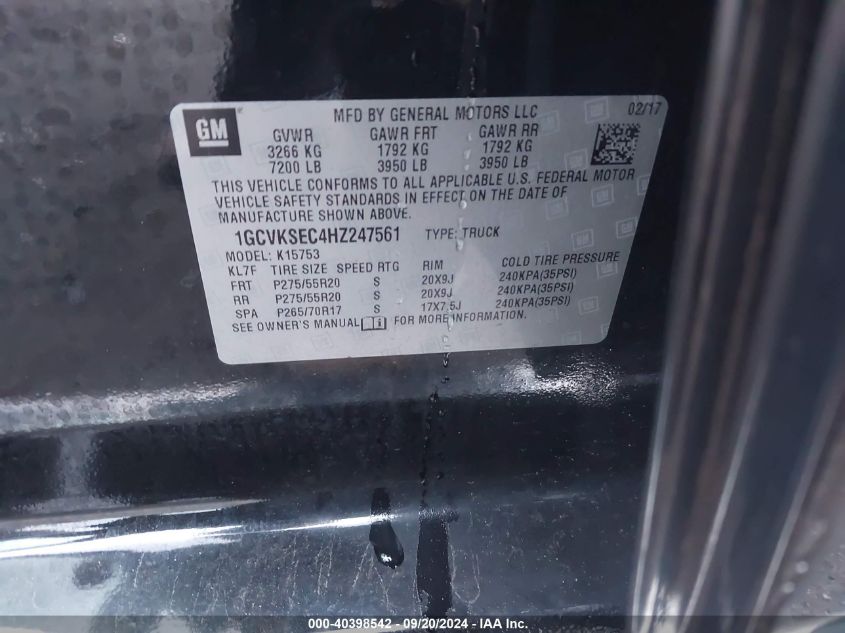 GM
MFD BY GENERAL MOTORS LLC 02/17
GVWR GAWR FRT GAWR RR
3266 KG 1792 KG 1792 KG
7200 LB 3950 LB 3950 LB
THIS VEHICLE CONFORMS TO ALL APPLICABLE U.S. FEDERAL MOTOR
VEHICLE SAFETY STANDARDS IN EFFECT ON THE DATE OF
MANUFACTURE SHOWN ABOVE.
1GCVKSEC4HZ247561 TYPE: TRUCK
MODEL: K15753
KL7F TIRE SIZE SPEED RTG RIM COLD TIRE PRESSURE
FRT P275/55R20 S 20X9J 240KPA(35PSI)
RR P275/55R20 S 20X9J 240KPA(35PSI)
SPA P265/70R17 S 17X7.5J 240KPA(35PSI)
SEE OWNER'S MANUAL FOR MORE INFORMATION.
000-40398542 - 09/20/2024 - IAA Inc.